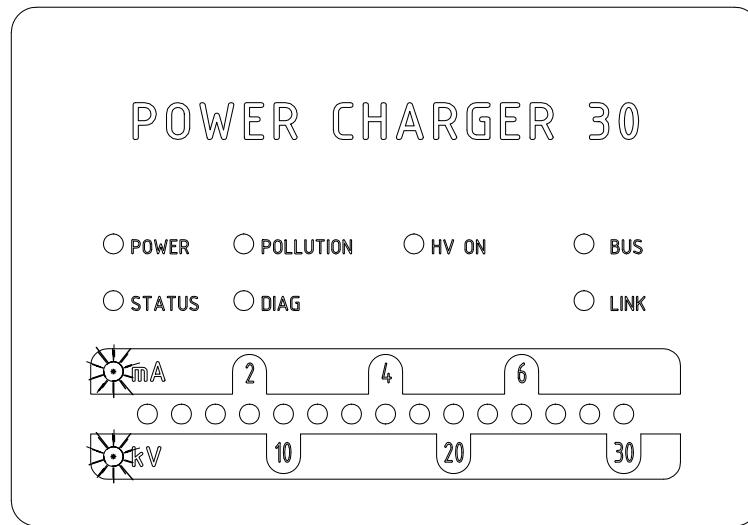 POWER CHARGER 30
POWER POLLUTION HV ON BUS
STATUS DIAG LINK
mA 2 4 6
kV 10 20 30